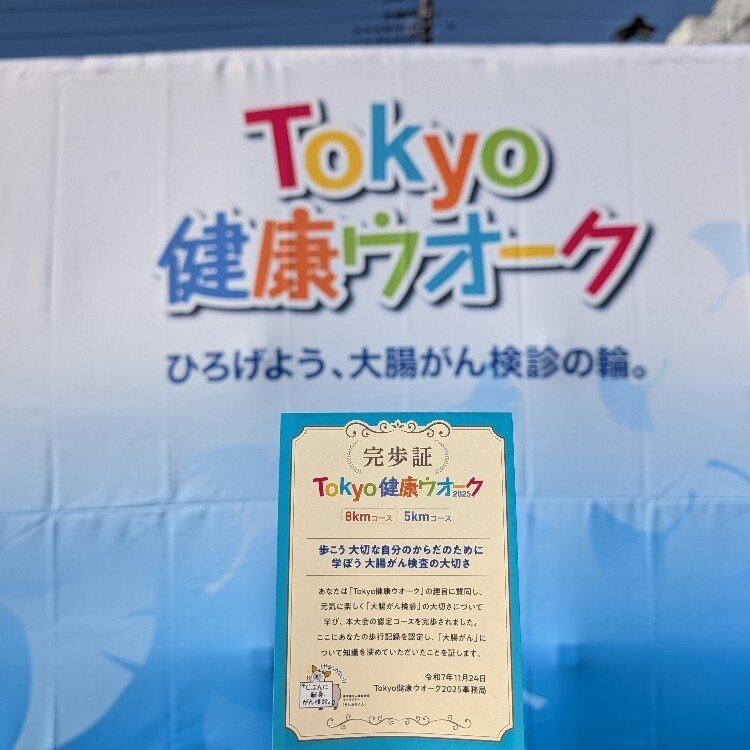 Tokyo
健康ウオーク
ひろげよう、大腸がん検診の輪。
完歩証
Tokyo健康ウオーク2025
8kmコース 5kmコース
歩こう 大切な自分のからだのために
学ぼう 大腸がん検査の大切さ
あなたは「Tokyo健康ウオーク」の趣旨に賛同し、
元気に楽しく「大腸がん検診」の大切さについて
学び、本大会の認定コースを完歩されました。
ここにあなたの歩行記録を認定し、「大腸がん」に
ついて知識を深めていただいたことを証します。
令和7年11月24日
Tokyo健康ウオーク2025事務局
じぶんに
献身。
がん検診。